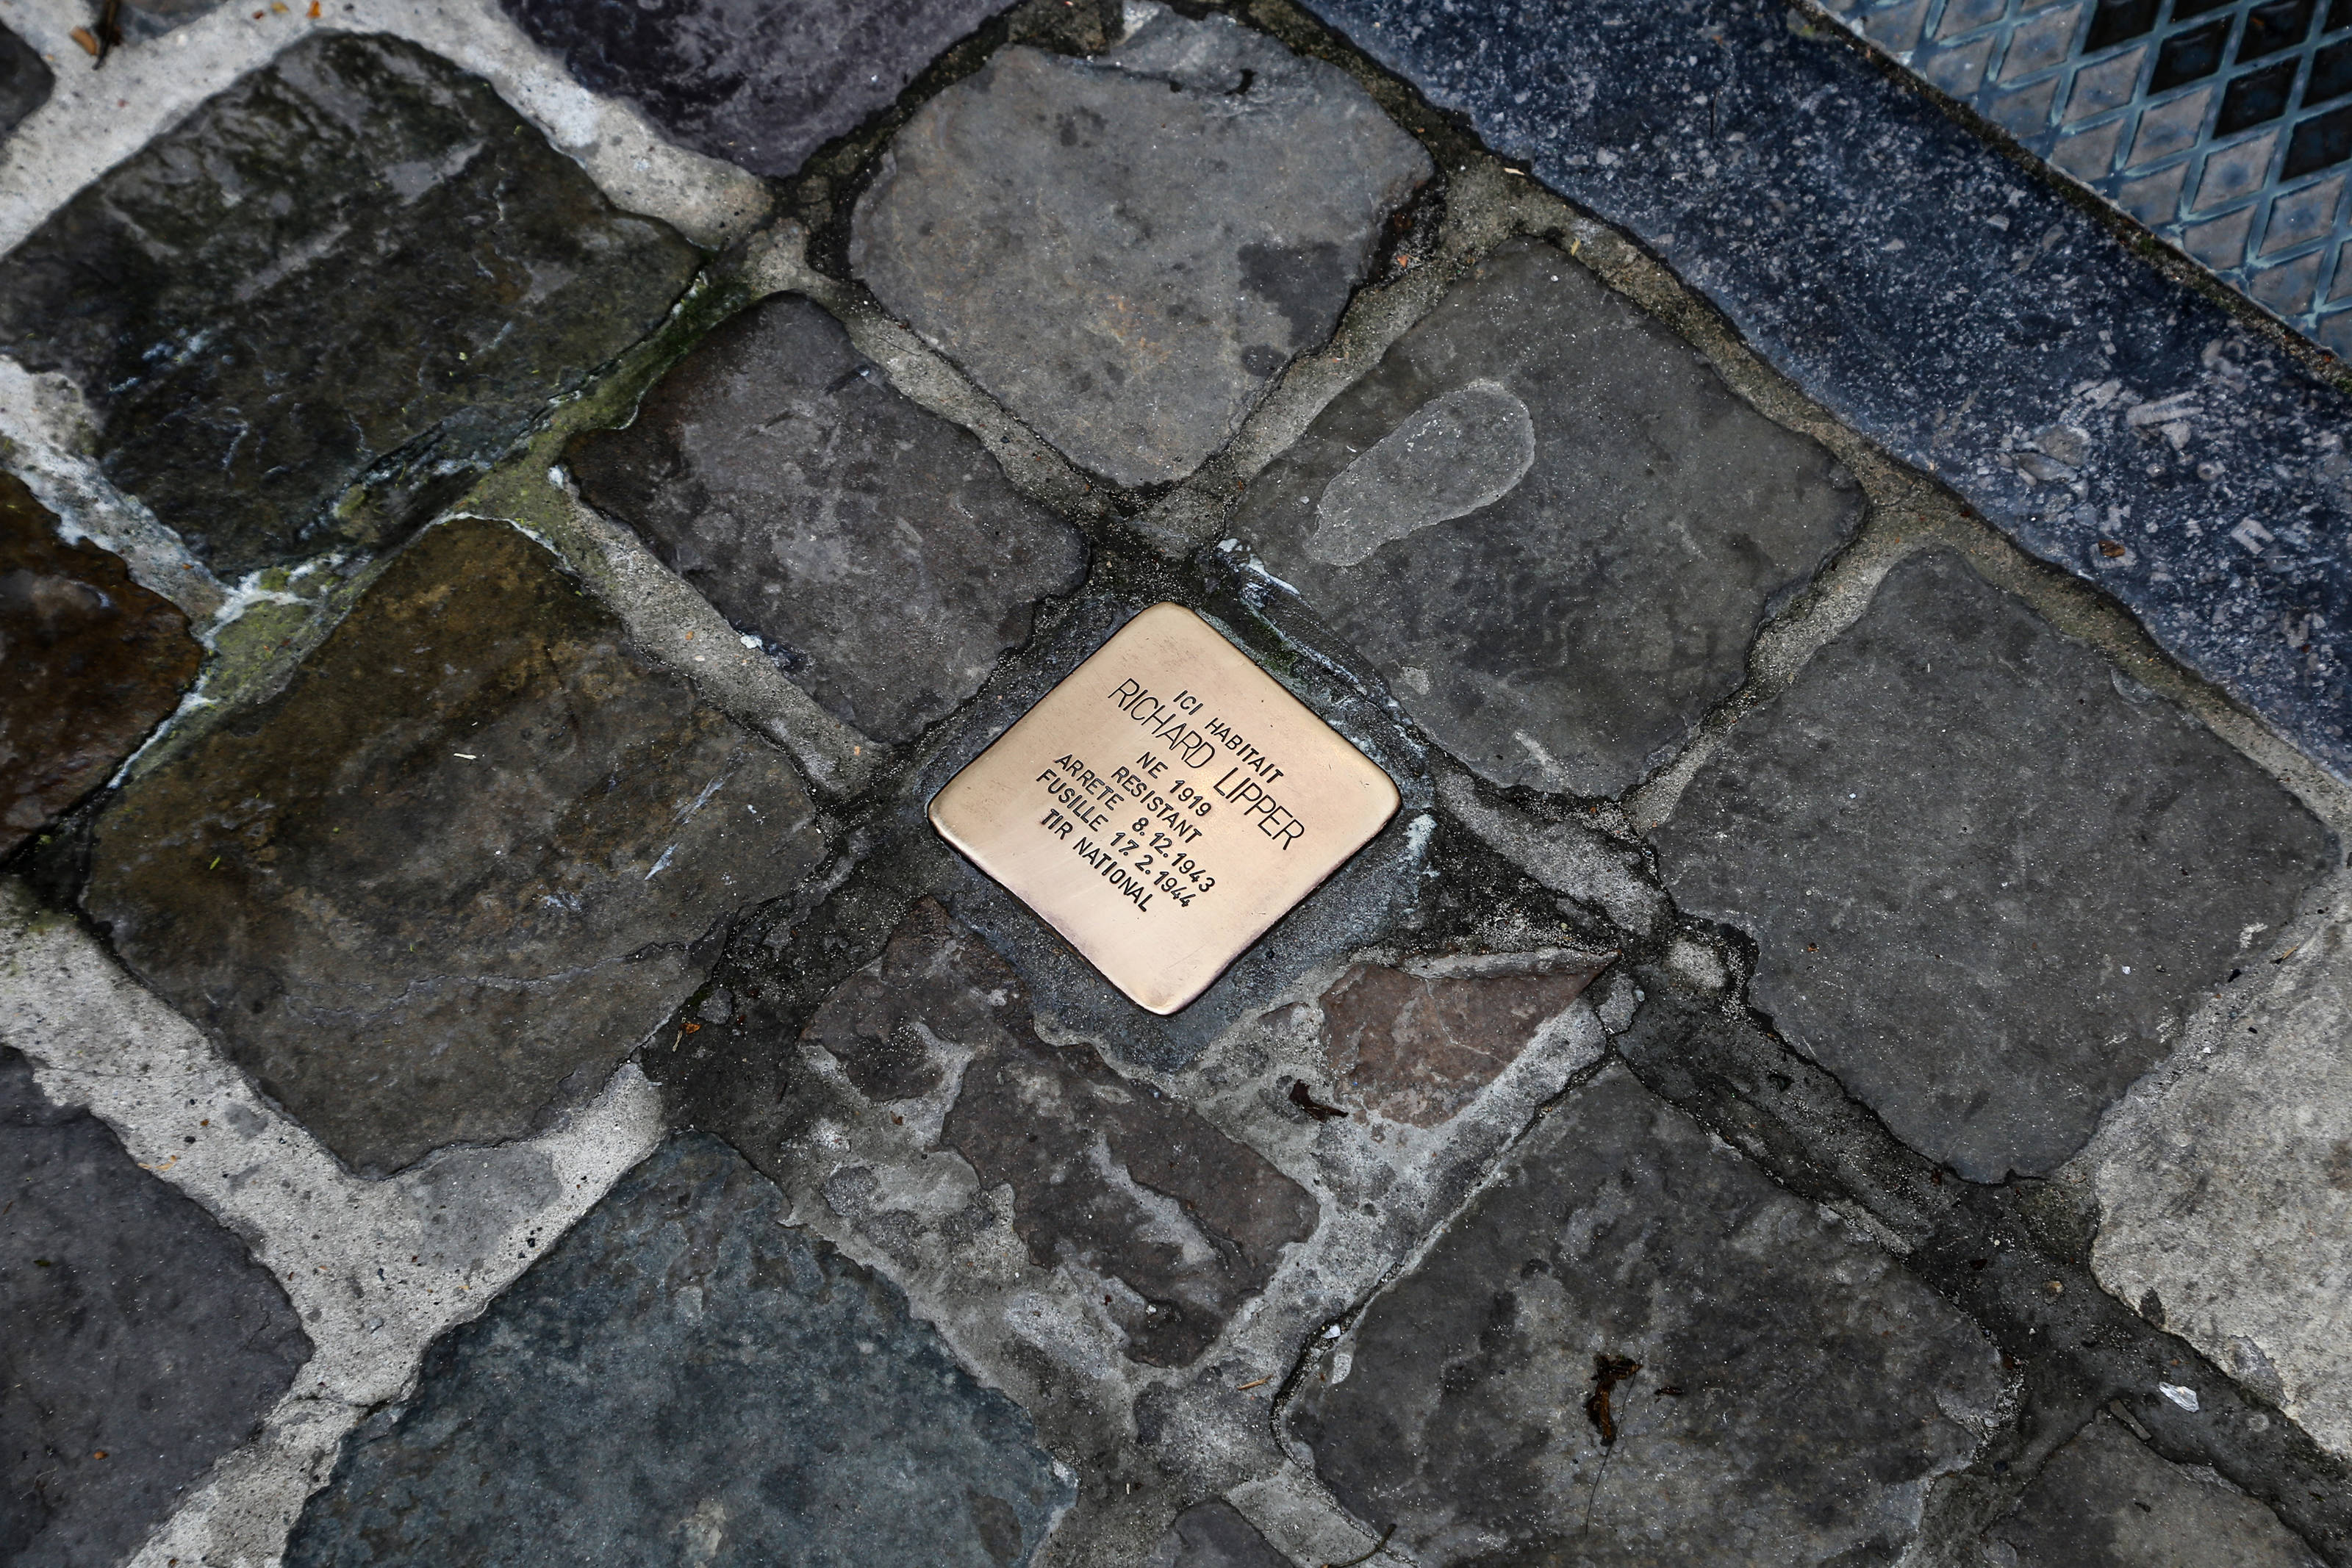 ICI HABITAIT
RICHARD LIPPER
NE 1919
RESISTANT
ARRETE 8.12.1943
FUSILLE 17.2.1944
TIR NATIONAL